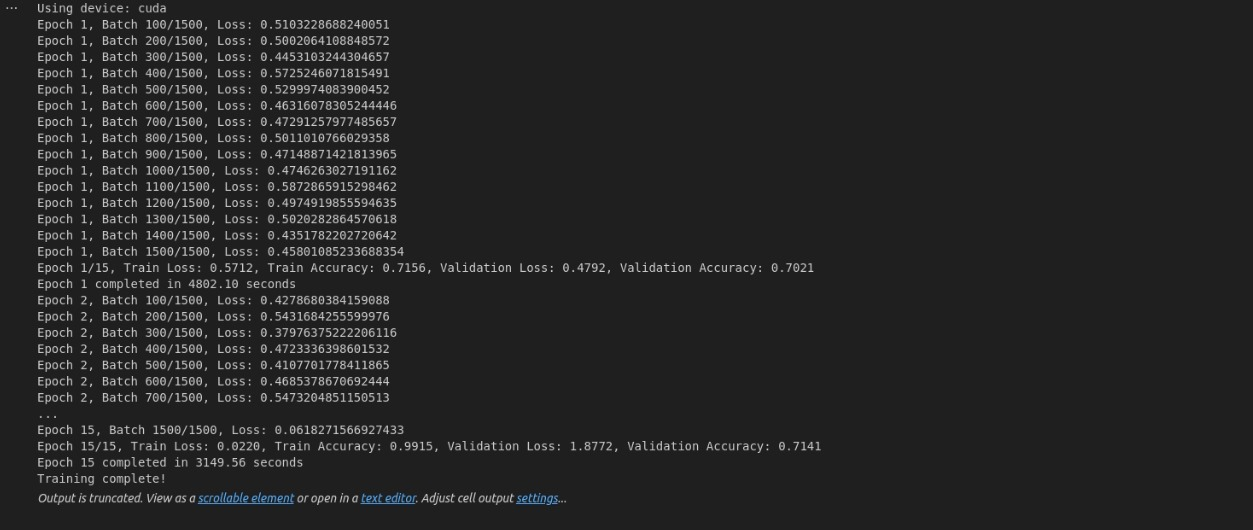 ... Using device: cuda
Epoch 1, Batch 100/1500, Loss: 0.5103228688240051
Epoch 1, Batch 200/1500, Loss: 0.5002064108848572
Epoch 1, Batch 300/1500, Loss: 0.4453103244304657
Epoch 1, Batch 400/1500, Loss: 0.5725246071815491
Epoch 1, Batch 500/1500, Loss: 0.5299974083900452
Epoch 1, Batch 600/1500, Loss: 0.46316078305244446
Epoch 1, Batch 700/1500, Loss: 0.47291257977485657
Epoch 1, Batch 800/1500, Loss: 0.5011010766029358
Epoch 1, Batch 900/1500, Loss: 0.47148871421813965
Epoch 1, Batch 1000/1500, Loss: 0.4746263027191162
Epoch 1, Batch 1100/1500, Loss: 0.5872865915298462
Epoch 1, Batch 1200/1500, Loss: 0.4974919855594635
Epoch 1, Batch 1300/1500, Loss: 0.5020282864570618
Epoch 1, Batch 1400/1500, Loss: 0.4351782202720642
Epoch 1, Batch 1500/1500, Loss: 0.45801085233688354
Epoch 1/15, Train Loss: 0.5712, Train Accuracy: 0.7156, Validation Loss: 0.4792, Validation Accuracy: 0.7021
Epoch 1 completed in 4802.10 seconds
Epoch 2, Batch 100/1500, Loss: 0.4278680384159088
Epoch 2, Batch 200/1500, Loss: 0.5431684255599976
Epoch 2, Batch 300/1500, Loss: 0.37976375222206116
Epoch 2, Batch 400/1500, Loss: 0.4723336398601532
Epoch 2, Batch 500/1500, Loss: 0.4107701778411865
Epoch 2, Batch 600/1500, Loss: 0.4685378670692444
Epoch 2, Batch 700/1500, Loss: 0.5473204851150513
...
Epoch 15, Batch 1500/1500, Loss: 0.0618271566927433
Epoch 15/15, Train Loss: 0.0220, Train Accuracy: 0.9915, Validation Loss: 1.8772, Validation Accuracy: 0.7141
Epoch 15 completed in 3149.56 seconds
Training complete!
Output is truncated. View as a scrollable element or open in a text editor. Adjust cell output settings...